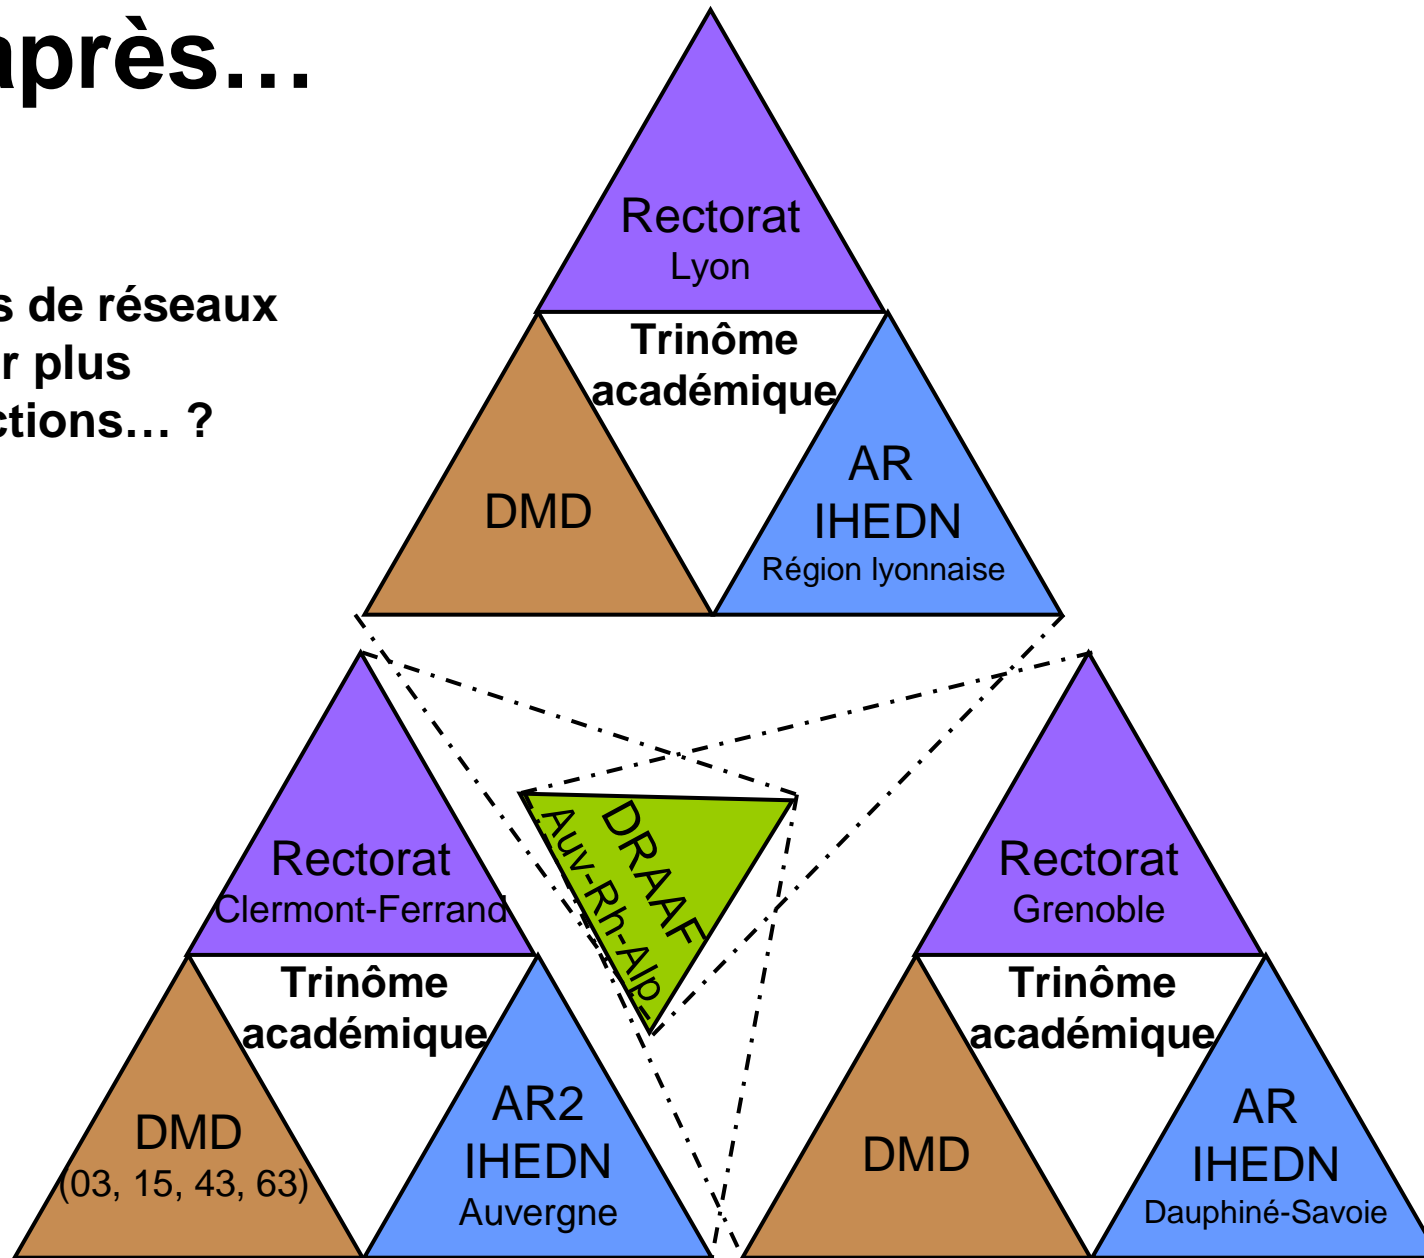 après…
s de réseaux
r plus
ctions… ?
Rectorat
Lyon
Trinôme
académique
DMD
AR
IHEDN
Région lyonnaise
DRAAF
Auv-Rh-Alp
Rectorat
Clermont-Ferrand
Trinôme
académique
DMD
(03, 15, 43, 63)
AR2
IHEDN
Auvergne
Rectorat
Grenoble
Trinôme
académique
DMD
AR
IHEDN
Dauphiné-Savoie